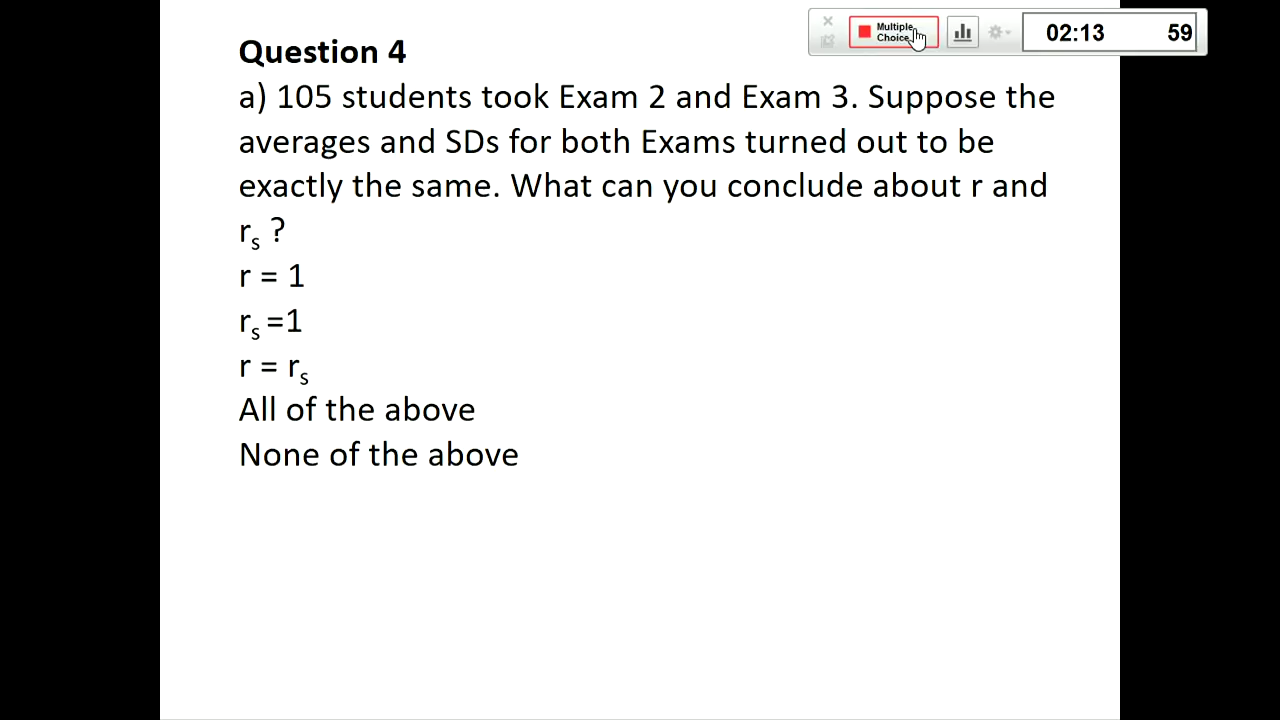 Multiple
Choice
02:13 59
Question 4
a) 105 students took Exam 2 and Exam 3. Suppose the
averages and SDs for both Exams turned out to be
exactly the same. What can you conclude about r and
rs ?
r = 1
rs =1
r = rs
All of the above
None of the above